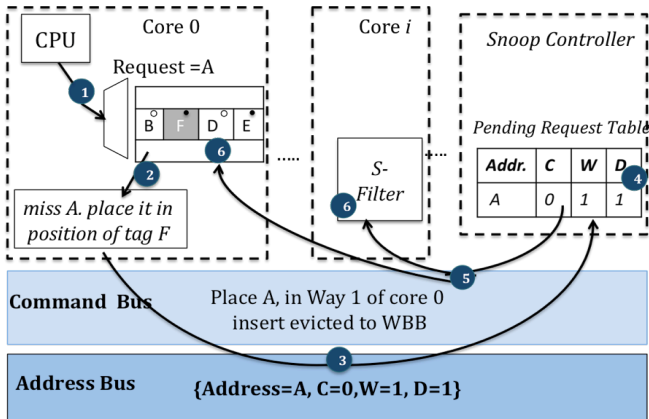 Core 0
CPU
Request =A
1
B F D E
6
2
miss A. place it in
position of tag F
.....
Core i
S-
Filter
6
.....
Snoop Controller
Pending Request Table
Addr. C W D
4
A 0 1 1
5
Command Bus
Place A, in Way 1 of core 0
insert evicted to WBB
3
Address Bus
{Address=A, C=0,W=1, D=1}